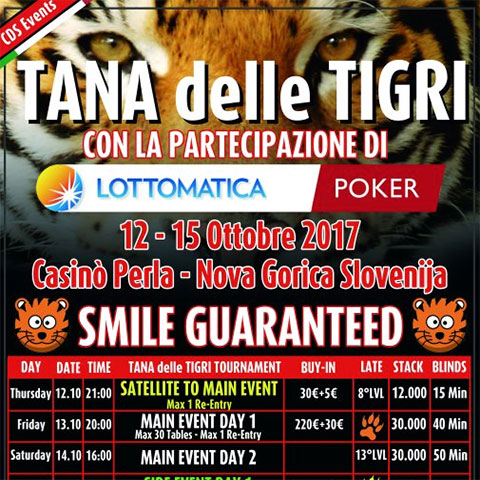 CDS Events
TANA delle TIGRI
CON LA PARTECIPAZIONE DI
LOTTOMATICA POKER
12 - 15 Ottobre 2017
Casinò Perla - Nova Gorica Slovenija
SMILE GUARANTEED
DAY DATE TIME TANA delle TIGRI TOURNAMENT BUY-IN LATE STACK BLINDS
Thursday 12.10 21:00 SATELLITE TO MAIN EVENT 30€+5€ 8°LVL 12.000 15 Min
Max 1 Re-Entry
Friday 13.10 20:00 MAIN EVENT DAY 1 220€+30€ 30.000 40 Min
Max 30 Tables - Max 1 Re-Entry
Saturday 14.10 16:00 MAIN EVENT DAY 2 13°LVL 30.000 50 Min
SIDE EVENT DAY 1